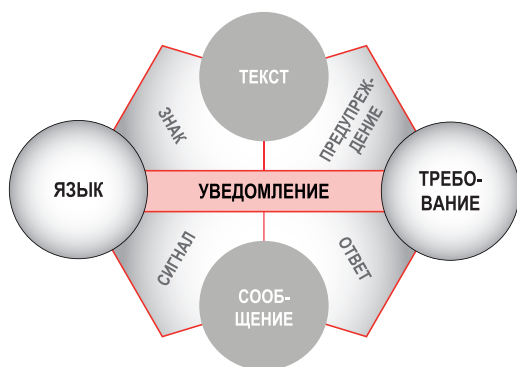 ТЕКСТ
ЗНАК
ПРЕДУПРЕЖ-
ДЕНИЕ
ЯЗЫК
УВЕДОМЛЕНИЕ
ТРЕБО-
ВАНИЕ
СИГНАЛ
ОТВЕТ
СООБ-
ЩЕНИЕ